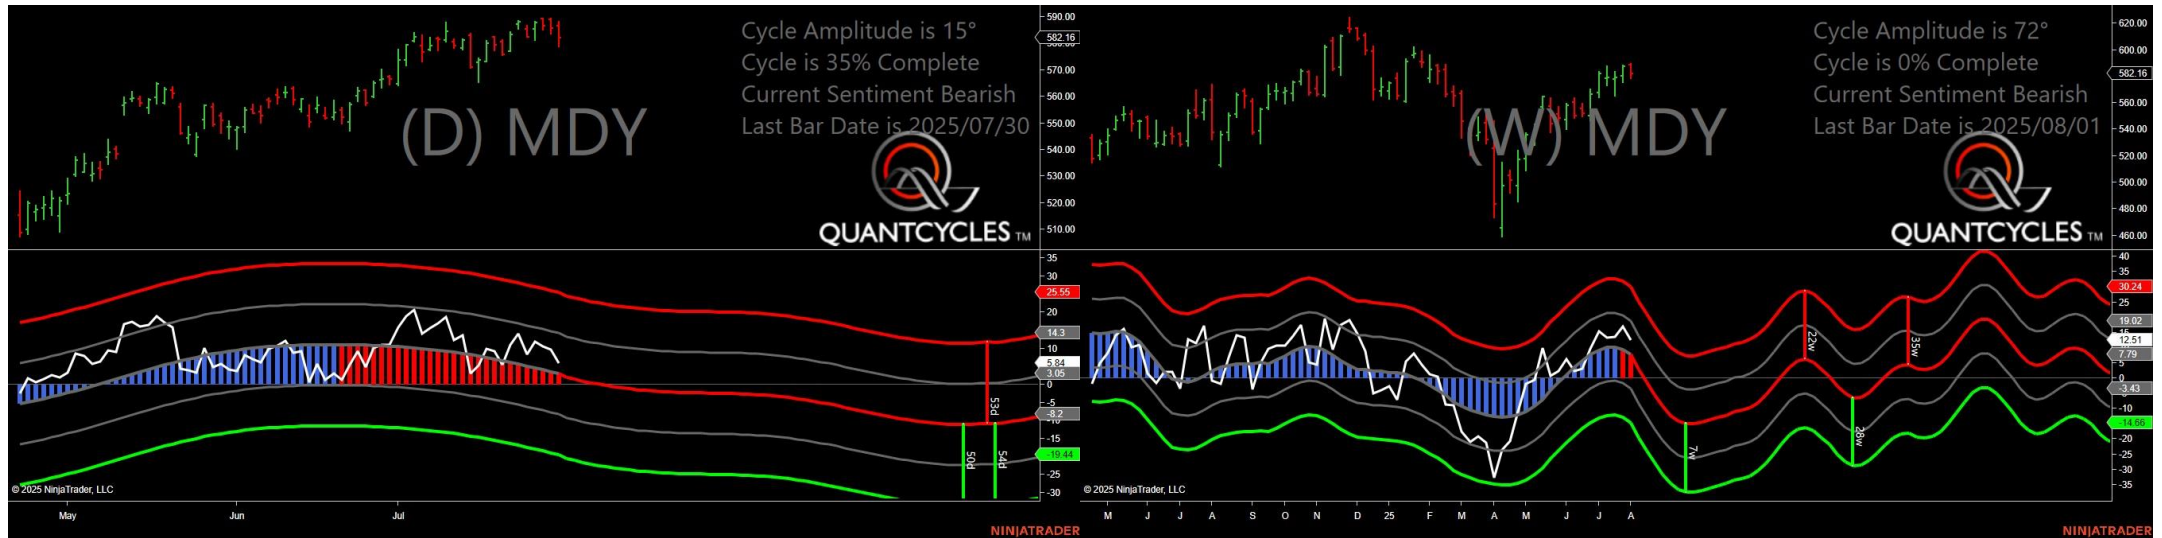 Cycle Amplitude is 15°
Cycle is 35% Complete
Current Sentiment Bearish
Last Bar Date is 2025/07/30
(D) MDY
QUANTCYCLES TM
590.00
582.16
570.00
560.00
550.00
540.00
530.00
520.00
510.00
35
30
25.55
20
14.3
10
5.84
3.05
0
-5
-8.2
-10
-15
-19.44
-25
-30
53d
50d
54d
© 2025 NinjaTrader, LLC
May Jun Jul
NINJATRADER
Cycle Amplitude is 72°
Cycle is 0% Complete
Current Sentiment Bearish
Last Bar Date is 2025/08/01
(W) MDY
QUANTCYCLES TM
620.00
600.00
582.16
560.00
540.00
520.00
500.00
480.00
460.00
40
35
30.24
25
19.02
15
12.51
7.79
5
0
-3.43
-10
-14.66
-20
-25
-30
-35
22w
35w
7w
28w
© 2025 NinjaTrader, LLC
M J J A S O N D 25 F M A M J J A
NINJATRADER